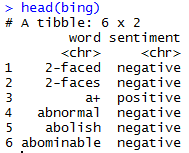 > head(bing)
# A tibble: 6 x 2
word sentiment
<chr> <chr>
1 2-faced negative
2 2-faces negative
3 a+ positive
4 abnormal negative
5 abolish negative
6 abominable negative